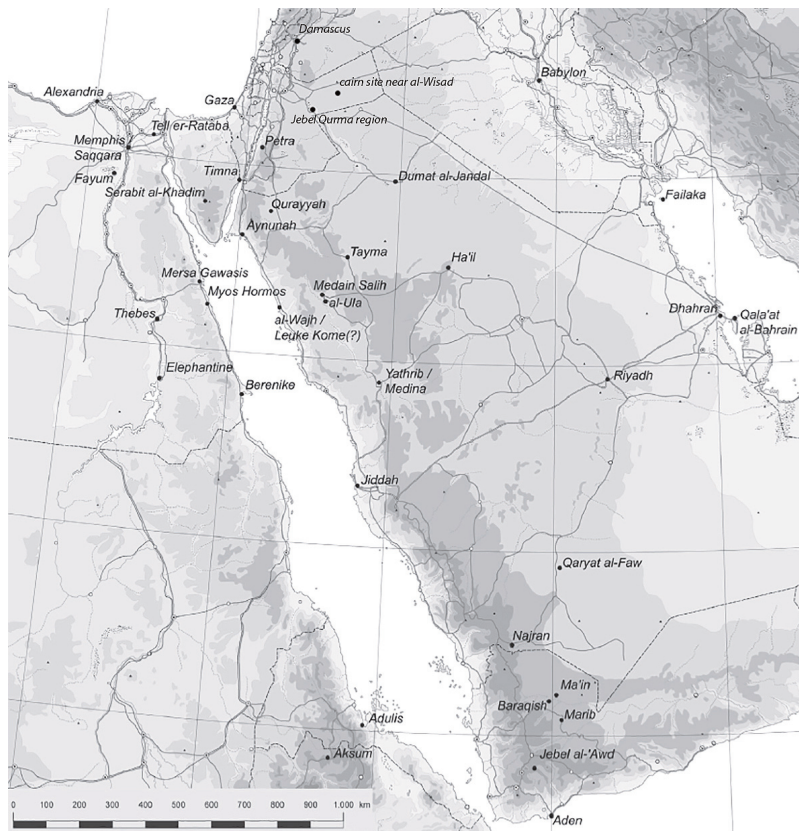 Damascus
cairn site near al-Wisad
Babylon
Alexandria
Gaza
Jebel Qurma region
Tell er-Rataba
Memphis
Saqqara
Petra
Fayum
Timna
Dumat al-Jandal
Serabit al-Khadim
Failaka
Qurayyah
Aynunah
Tayma
Ha'il
Mersa Gawasis
Medain Salih
Myos Hormos
al-Ula
Thebes
al-Wajh /
Leuke Kome(?)
Dhahran
Qala'at
al-Bahrain
Elephantine
Yathrib /
Medina
Riyadh
Berenike
Jiddah
Qaryat al-Faw
Najran
Ma'in
Baraqish
Marib
Adulis
Aksum
Jebel al-'Awd
Aden
0 100 200 300 400 500 600 700 800 900 1.000 km